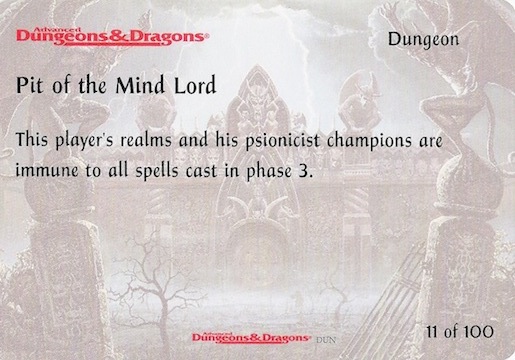 Advanced
Dungeons&Dragons®
Dungeon
Pit of the Mind Lord
This player's realms and his psionicist champions are
immune to all spells cast in phase 3.
Advanced
Dungeons&Dragons® DUN
11 of 100